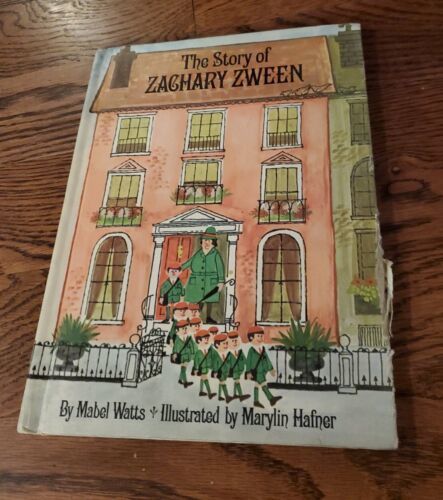 The Story of
ZACHARY ZWEEN
By Mabel Watts • Illustrated by Marylin Hafner